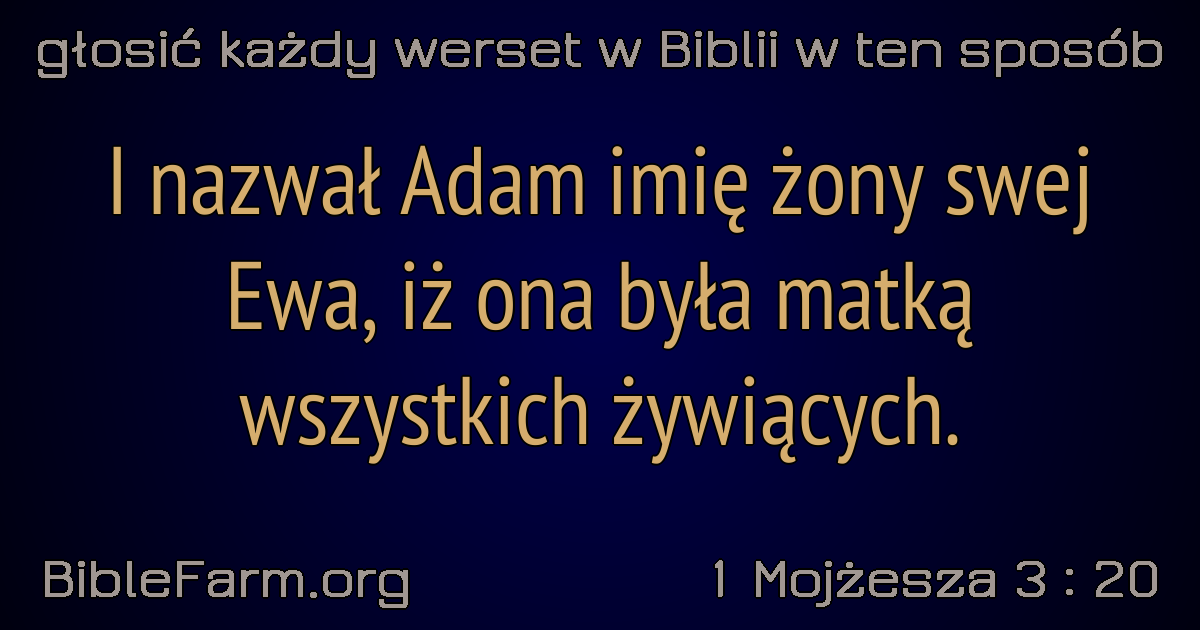 głosić każdy werset w Biblii w ten sposób
I nazwał Adam imię żony swej
Ewa, iż ona była matką
wszystkich żywiących.
BibleFarm.org
1 Mojżesza 3 : 20